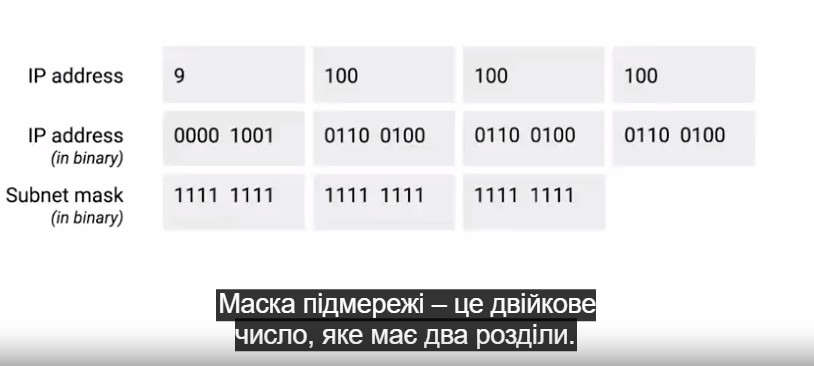 IP address 9 100 100 100
IP address 0000 1001 0110 0100 0110 0100 0110 0100
(in binary)
Subnet mask 1111 1111 1111 1111 1111 1111
(in binary)
Маска підмережі – це двійкове
число, яке має два розділи.